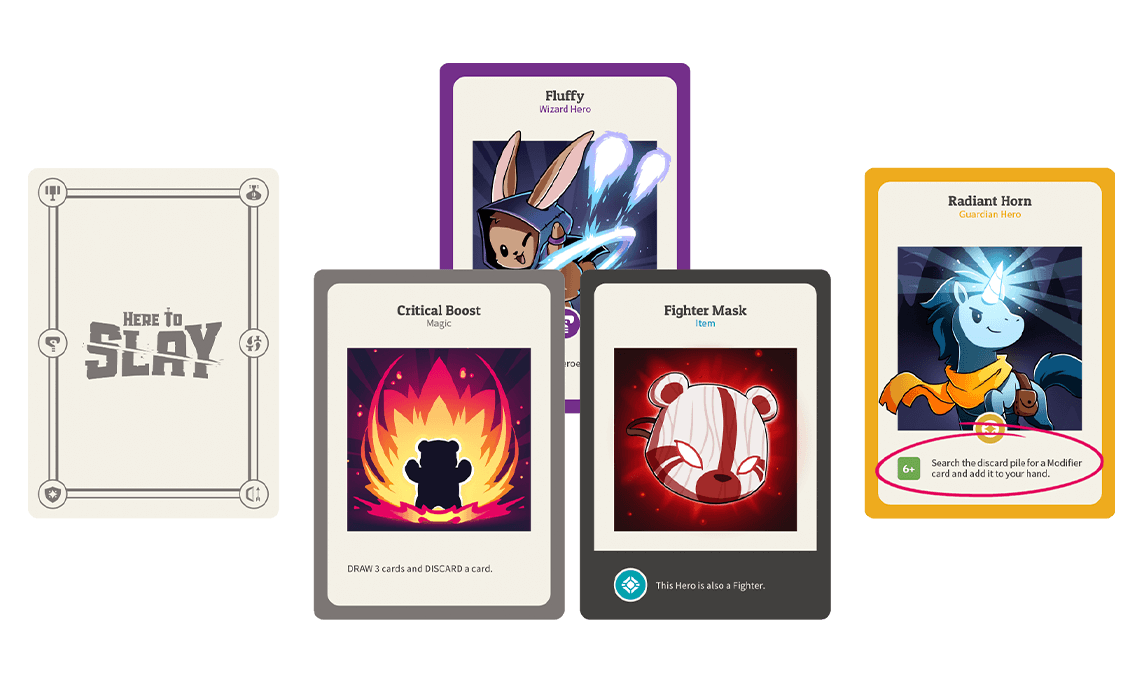 HERE TO
SLAY
Fluffy
Wizard Hero
Critical Boost
Magic
DRAW 3 cards and DISCARD a card.
Fighter Mask
Item
This Hero is also a Fighter.
Radiant Horn
Guardian Hero
6+
Search the discard pile for a Modifier
card and add it to your hand.